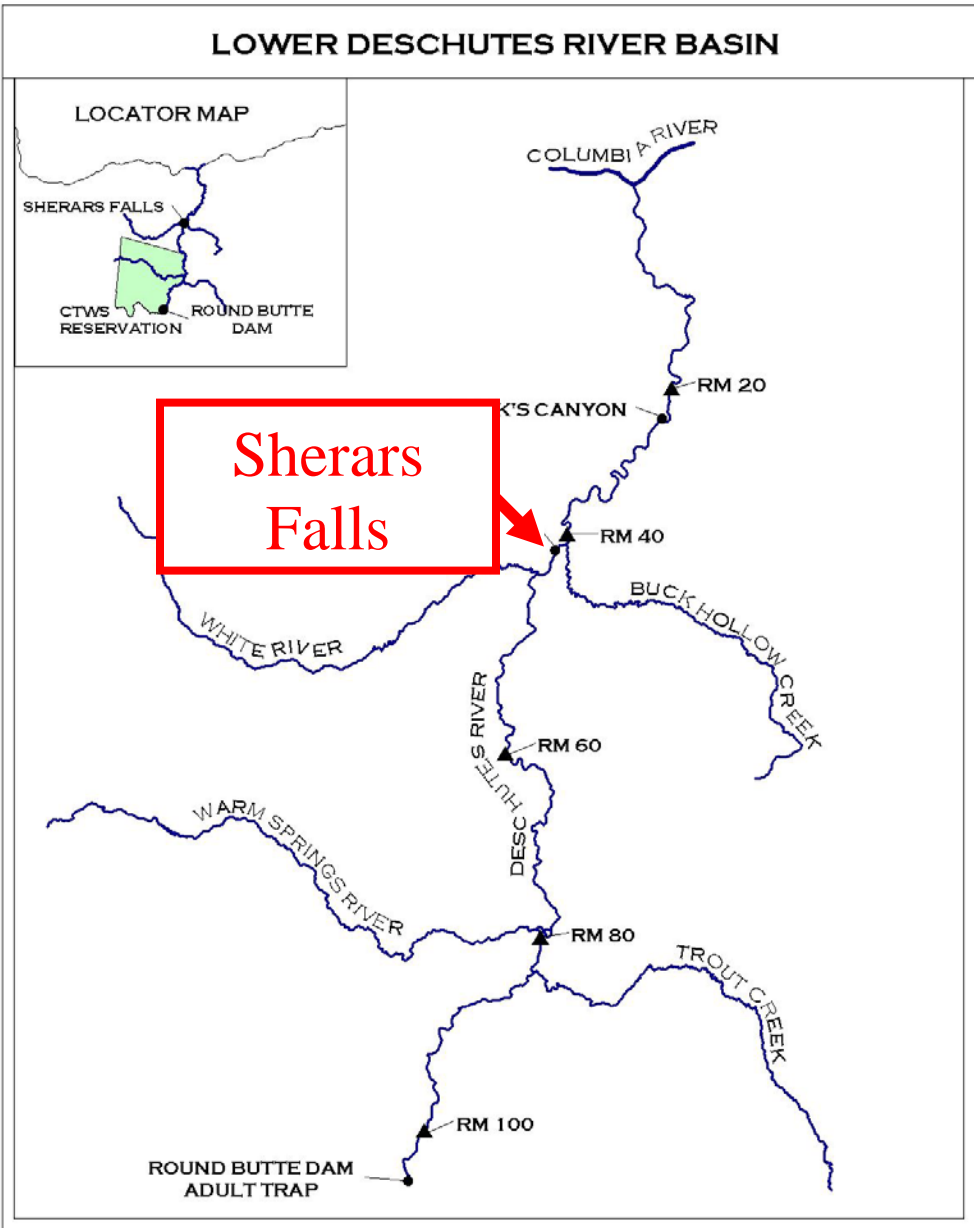 LOWER DESCHUTES RIVER BASIN
LOCATOR MAP
SHERARS FALLS
CTWS
RESERVATION
ROUND BUTTE
DAM
COLUMBIA RIVER
RM 20
K'S CANYON
Sherars
Falls
RM 40
BUCK HOLLOW CREEK
WHITE RIVER
DESCHUTES RIVER
RM 60
WARM SPRINGS RIVER
RM 80
TROUT CREEK
RM 100
ROUND BUTTE DAM
ADULT TRAP